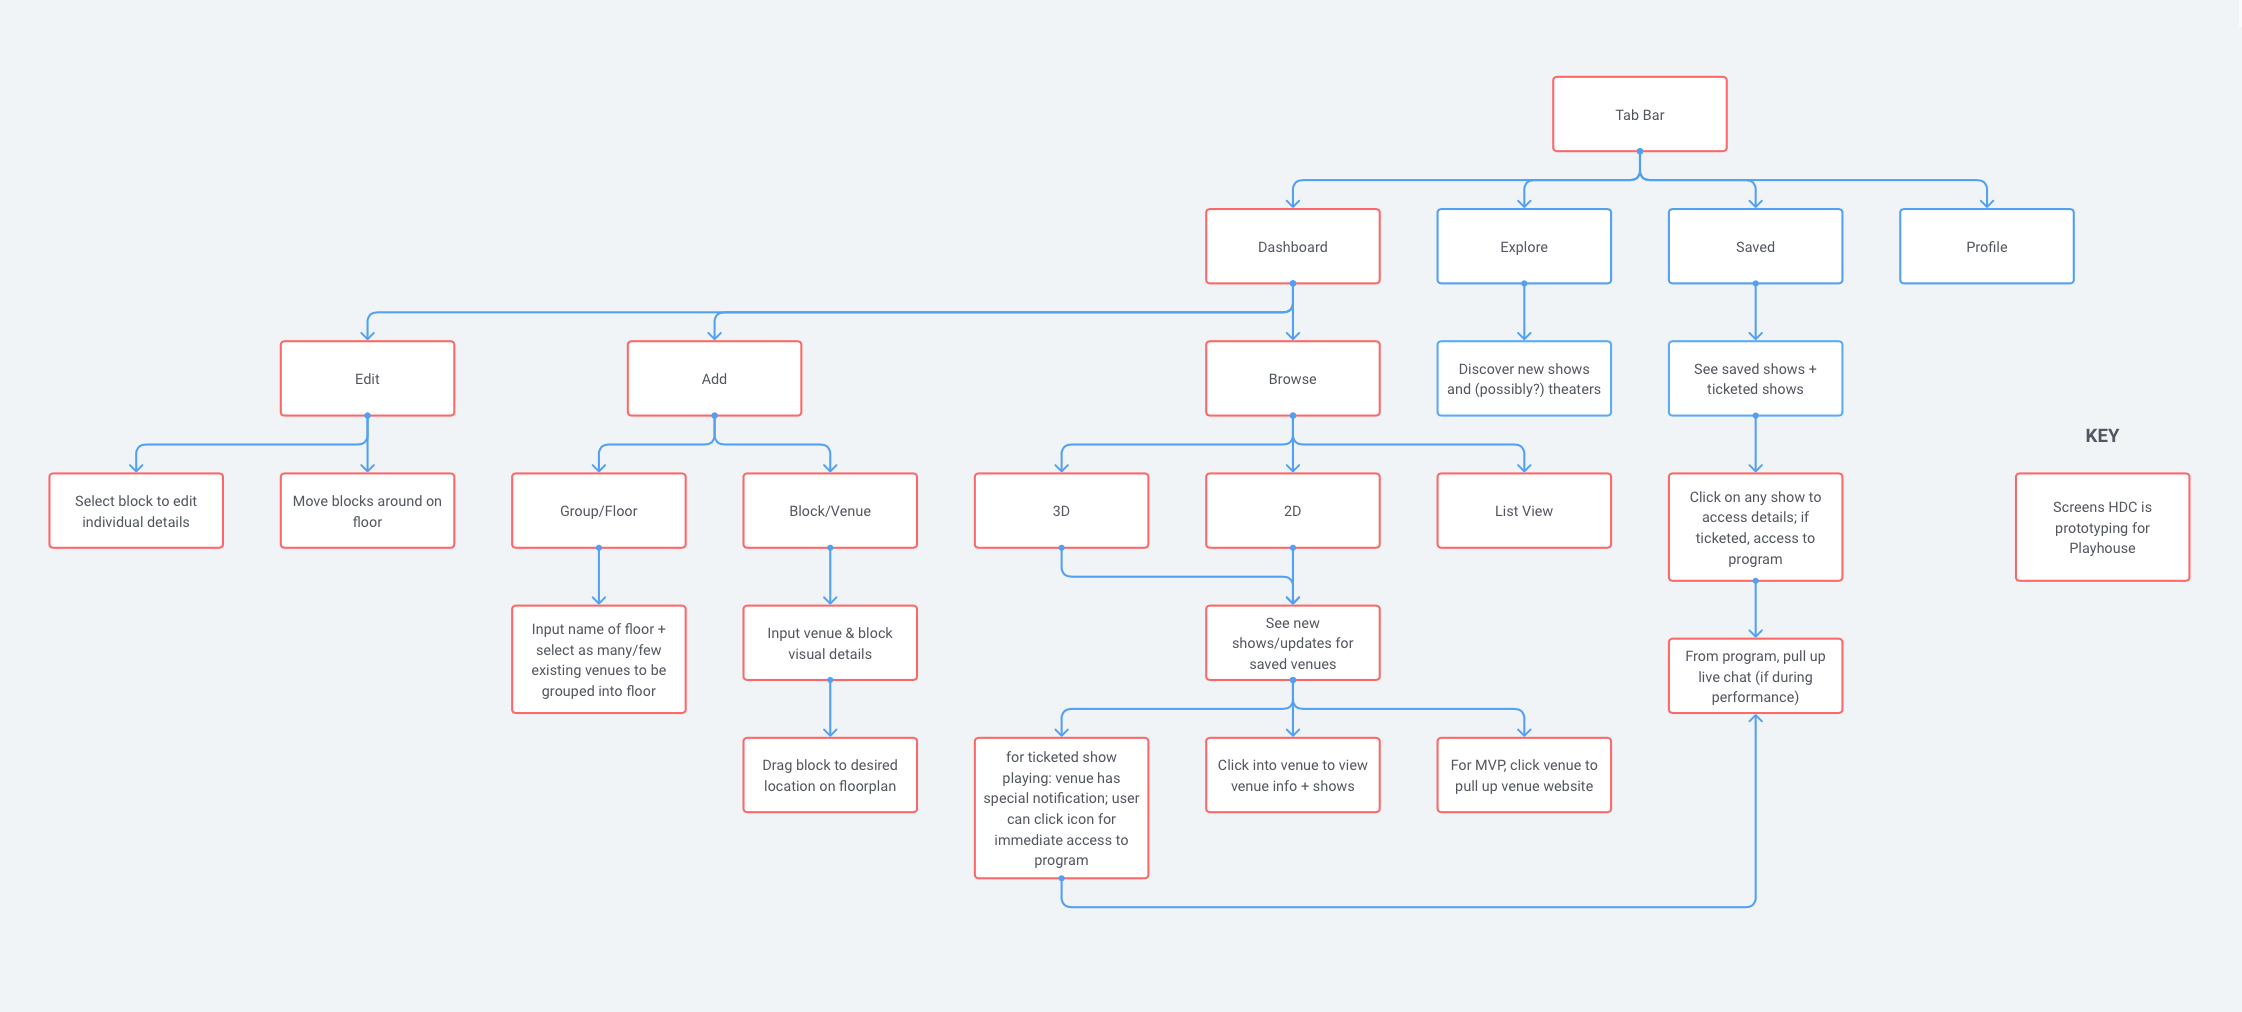 Tab Bar
Dashboard
Explore
Saved
Profile
Edit
Add
Browse
Discover new shows
and (possibly?) theaters
See saved shows +
ticketed shows
KEY
Select block to edit
individual details
Move blocks around on
floor
Group/Floor
Block/Venue
3D
2D
List View
Click on any show to
access details; if
ticketed, access to
program
Screens HDC is
prototyping for
Playhouse
Input name of floor +
select as many/few
existing venues to be
grouped into floor
Input venue & block
visual details
See new
shows/updates for
saved venues
From program, pull up
live chat (if during
performance)
Drag block to desired
location on floorplan
for ticketed show
playing: venue has
special notification; user
can click icon for
immediate access to
program
Click into venue to view
venue info + shows
For MVP, click venue to
pull up venue website